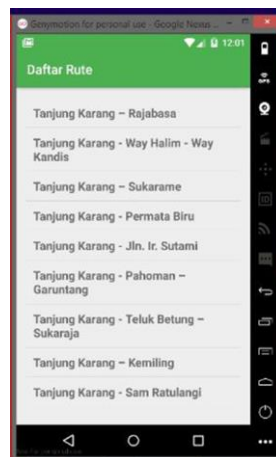 Genymotion for personal use - Google Nexus
12:01
Daftar Rute
Tanjung Karang – Rajabasa
Tanjung Karang - Way Halim - Way
Kandis
Tanjung Karang – Sukarame
Tanjung Karang - Permata Biru
Tanjung Karang - Jln. Ir. Sutami
Tanjung Karang - Pahoman –
Garuntang
Tanjung Karang - Teluk Betung –
Sukaraja
Tanjung Karang – Kemiling
Tanjung Karang - Sam Ratulangi
GPS
ID